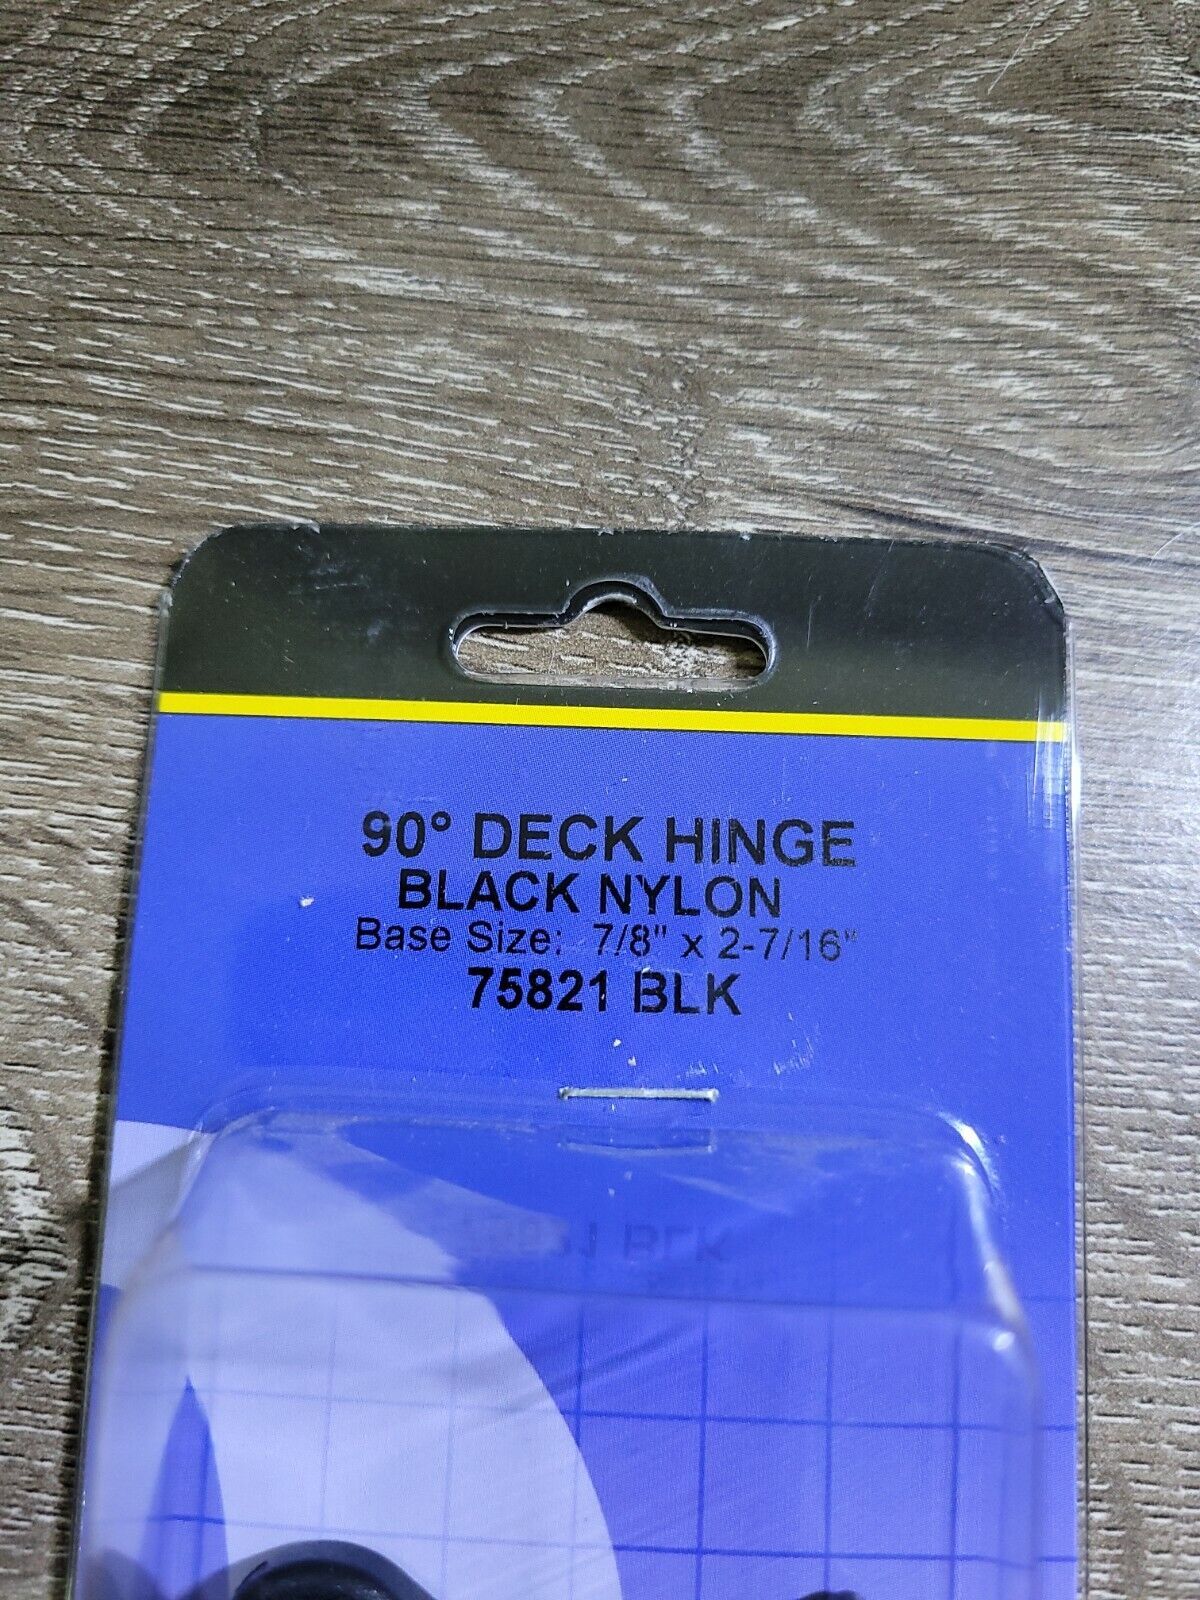 90° DECK HINGE
BLACK NYLON
Base Size: 7/8" x 2-7/16"
75821 BLK